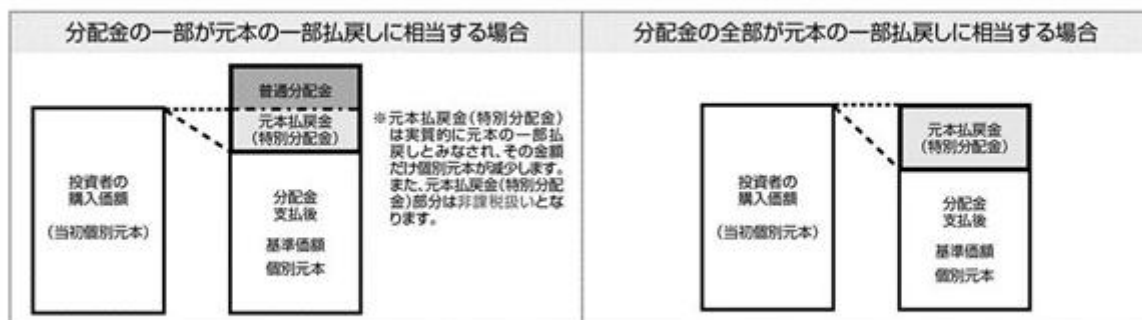 分配金の一部が元本の一部払戻しに相当する場合
普通分配金
元本払戻金
(特別分配金)
投資者の
購入価額
(当初個別元本)
分配金
支払後
基準価額
個別元本
※元本払戻金(特別分配金)
は実質的に元本の一部払
戻しとみなされ、その金額
だけ個別元本が減少します。
また、元本払戻金(特別分配
金)部分は非課税扱いとな
ります。
分配金の全部が元本の一部払戻しに相当する場合
元本払戻金
(特別分配金)
投資者の
購入価額
(当初個別元本)
分配金
支払後
基準価額
個別元本